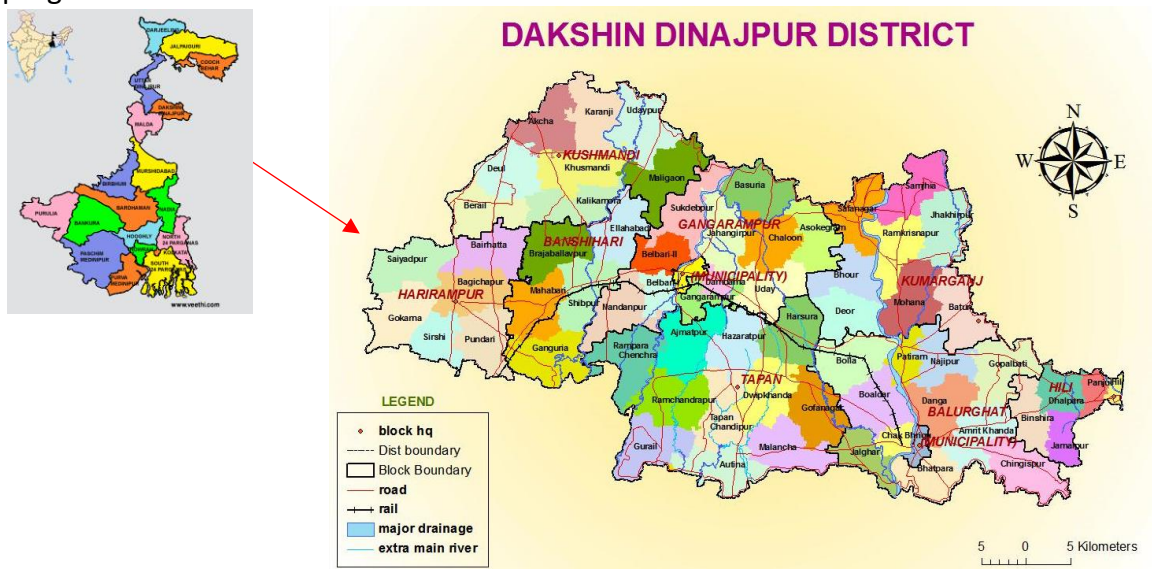 DAKSHIN DINAJPUR DISTRICT
DARJEELING
JALPAIGURI
COOCH
BEHAR
UTTAR
DINAJPUR
DAKSHIN
DINAJPUR
MALDA
MURSHIDABAD
BIRBHUM
BARDHAMAN
NADIA
PURULIA
BANKURA
HOOGHLY
NORTH
24 PARGANAS
KOLKATA
PASCHIM
MEDINIPUR
PURBA
MEDINIPUR
SOUTH
24 PARGANAS
www.veethi.com
N
W
E
S
Karanji
Udaypur
Akcha
KUSHMANDI
Deul
Khusmandi
Maligaon
Berail
Kalikamora
Ellahabad
Basuria
Sukdebpur
GANGARAMPUR
Jahangirpur
Chaloon
Asokegram
Safanagar
Samjhia
Jhakhirpur
Ramkrisnapur
Bairhatta
Saiyadpur
BANSHIHARI
Brajaballavpur
Belbari-II
(MUNICIPALITY)
Bagichapur
HARIRAMPUR
Mahabari
Shibpur
Nandanpur
Belbari
Damdama
Uday
Gangarampur
Bhour
KUMARGANJ
Mohana
Batun
Deor
Gokarna
Sirshi
Pundari
Ganguria
Rampara
Chenchra
Ajmatpur
Hazaratpur
Harsura
Bolla
Patiram
Najipur
Gopalbati
TAPAN
Ramchandrapur
Dwipkhanda
Gofanagar
Boaldar
Danga
BALURGHAT
HILI
Panjol
Hili
Dhalpara
Binshira
Tapan
Chandipur
Amrit Khanda
Chak Bhrigu
(MUNICIPALITY)
Jamalpur
Gurail
Autina
Malancha
Jalghar
Bhatpara
Chingispur
LEGEND
block hq
Dist boundary
Block Boundary
road
rail
major drainage
extra main river
5 0 5 Kilometers